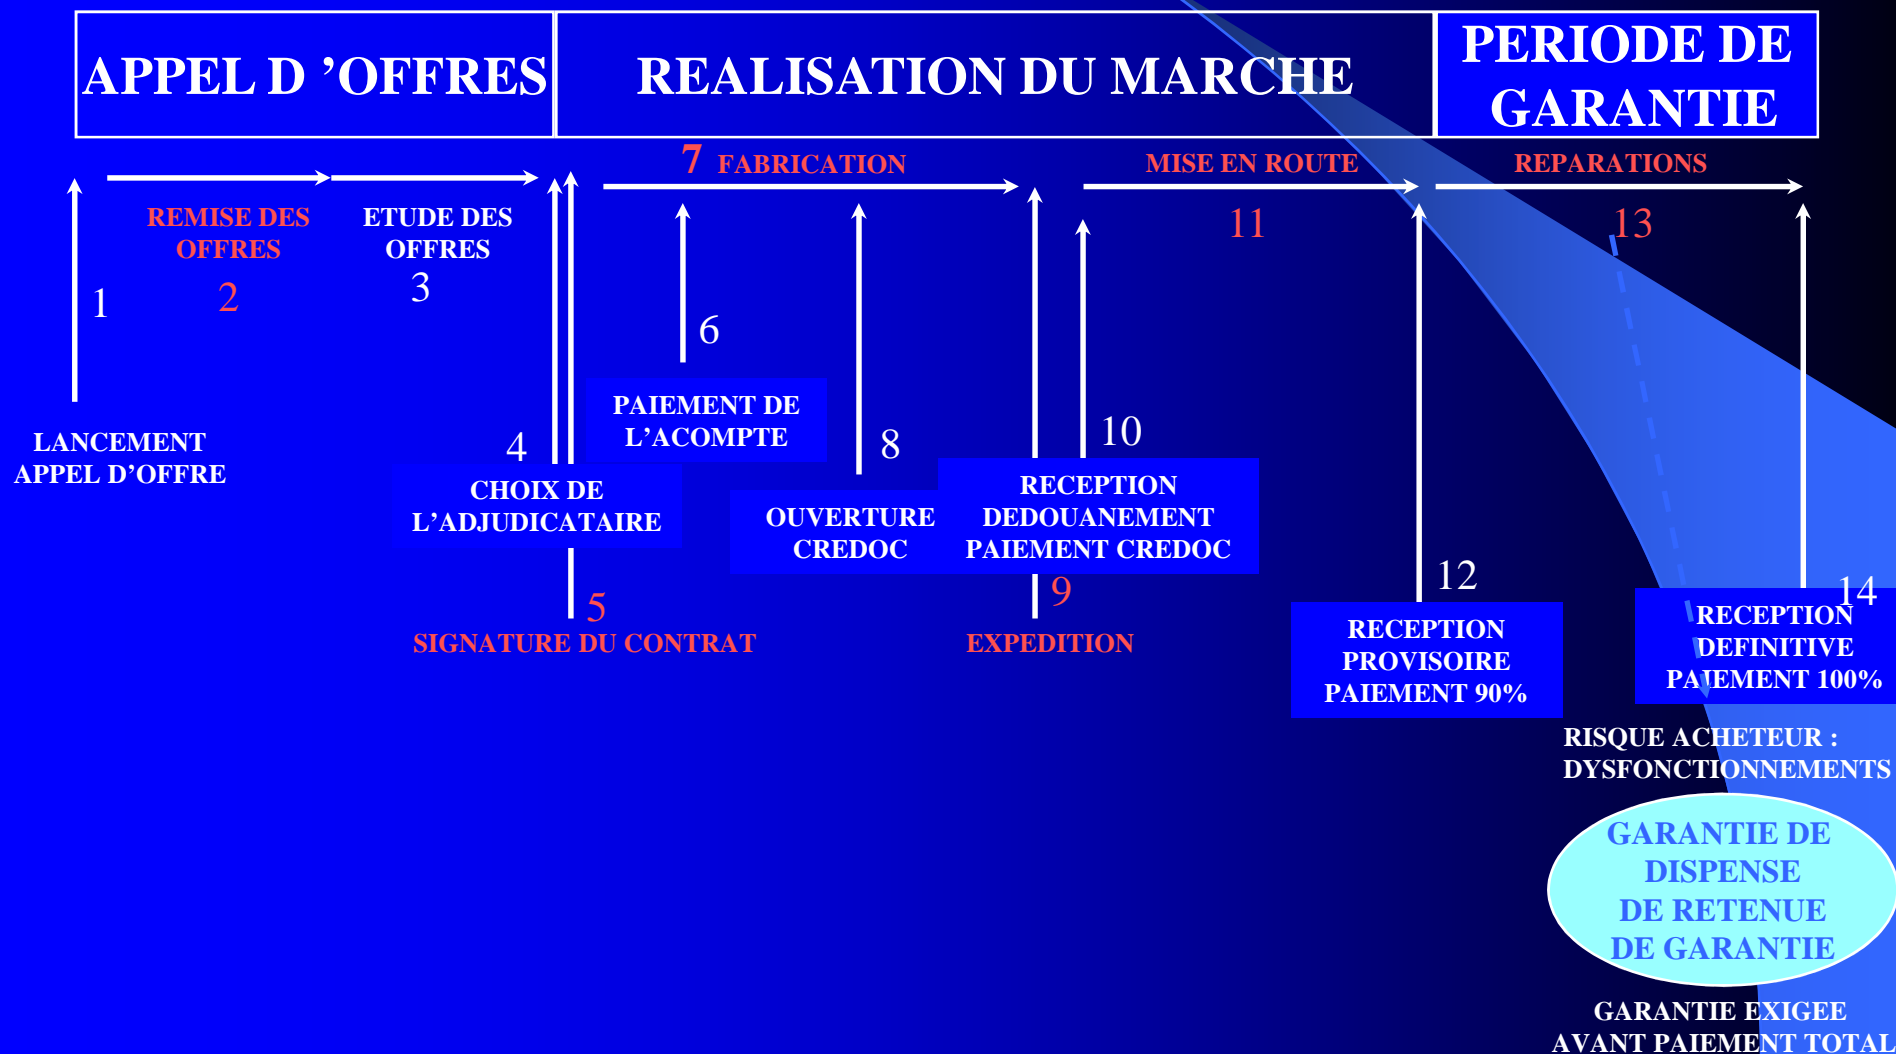 APPEL D ’OFFRES
REALISATION DU MARCHE
PERIODE DE
GARANTIE
1
LANCEMENT
APPEL D’OFFRE
REMISE DES
OFFRES
2
ETUDE DES
OFFRES
3
4
CHOIX DE
L’ADJUDICATAIRE
5
SIGNATURE DU CONTRAT
6
PAIEMENT DE
L’ACOMPTE
7 FABRICATION
8
OUVERTURE
CREDOC
9
EXPEDITION
10
RECEPTION
DEDOUANEMENT
PAIEMENT CREDOC
MISE EN ROUTE
11
12
RECEPTION
PROVISOIRE
PAIEMENT 90%
REPARATIONS
13
14
RECEPTION
DEFINITIVE
PAIEMENT 100%
RISQUE ACHETEUR :
DYSFONCTIONNEMENTS
GARANTIE DE
DISPENSE
DE RETENUE
DE GARANTIE
GARANTIE EXIGEE
AVANT PAIEMENT TOTAL